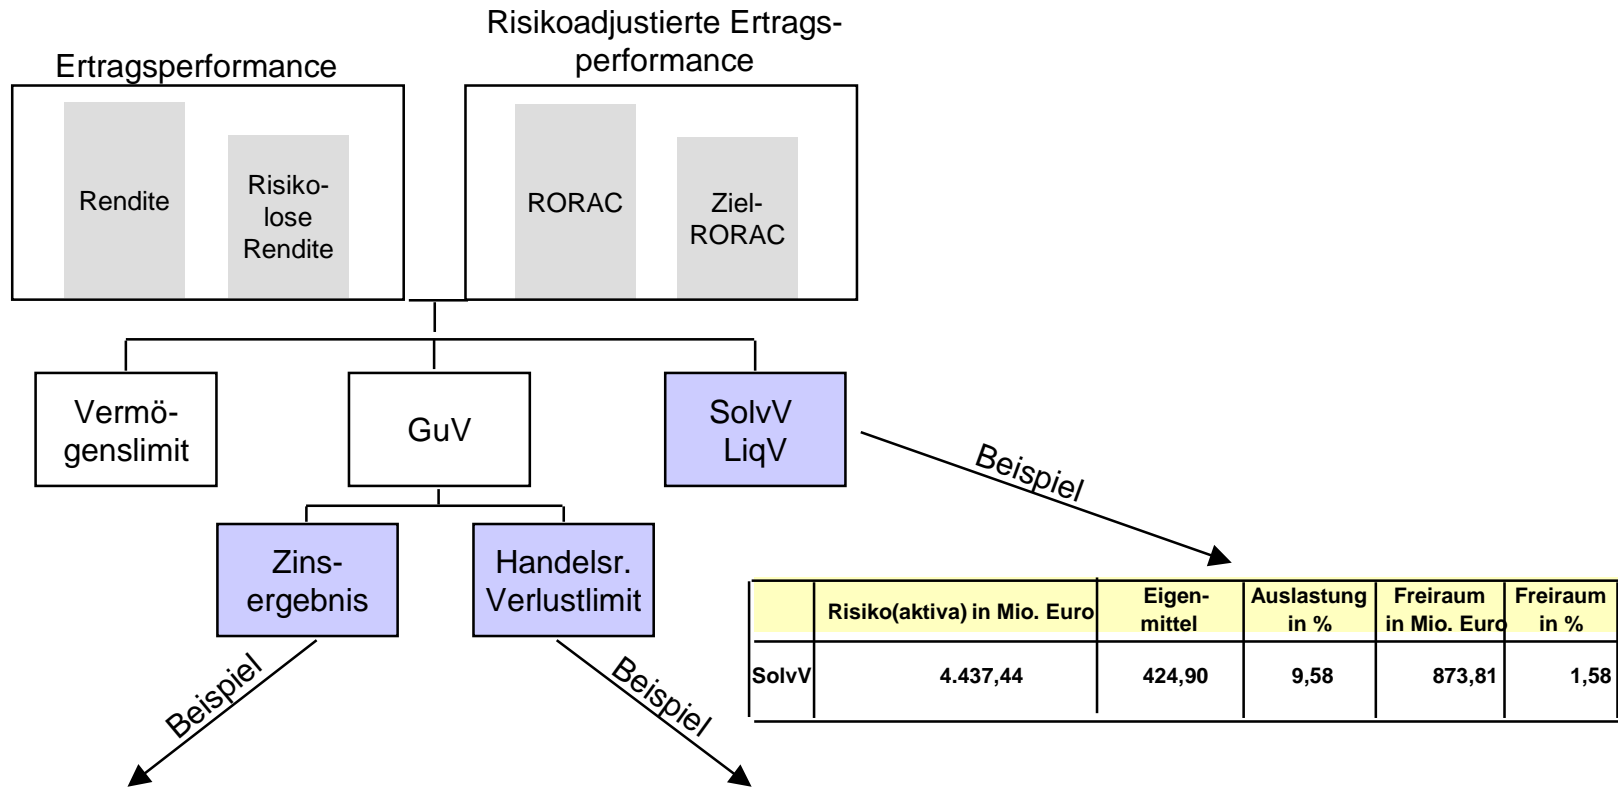 Risikoadjustierte Ertrags-
performance
Ertragsperformance
Rendite
Risiko-
lose
Rendite
RORAC
Ziel-
RORAC
Vermö-
genslimit
GuV
SolvV
LiqV
Beispiel
Zins-
ergebnis
Handelsr.
Verlustlimit
Beispiel
Beispiel
Risiko(aktiva) in Mio. Euro
Eigen-
mittel
Auslastung
in %
Freiraum
in Mio. Euro
Freiraum
in %
SolvV 4.437,44 424,90 9,58 873,81 1,58